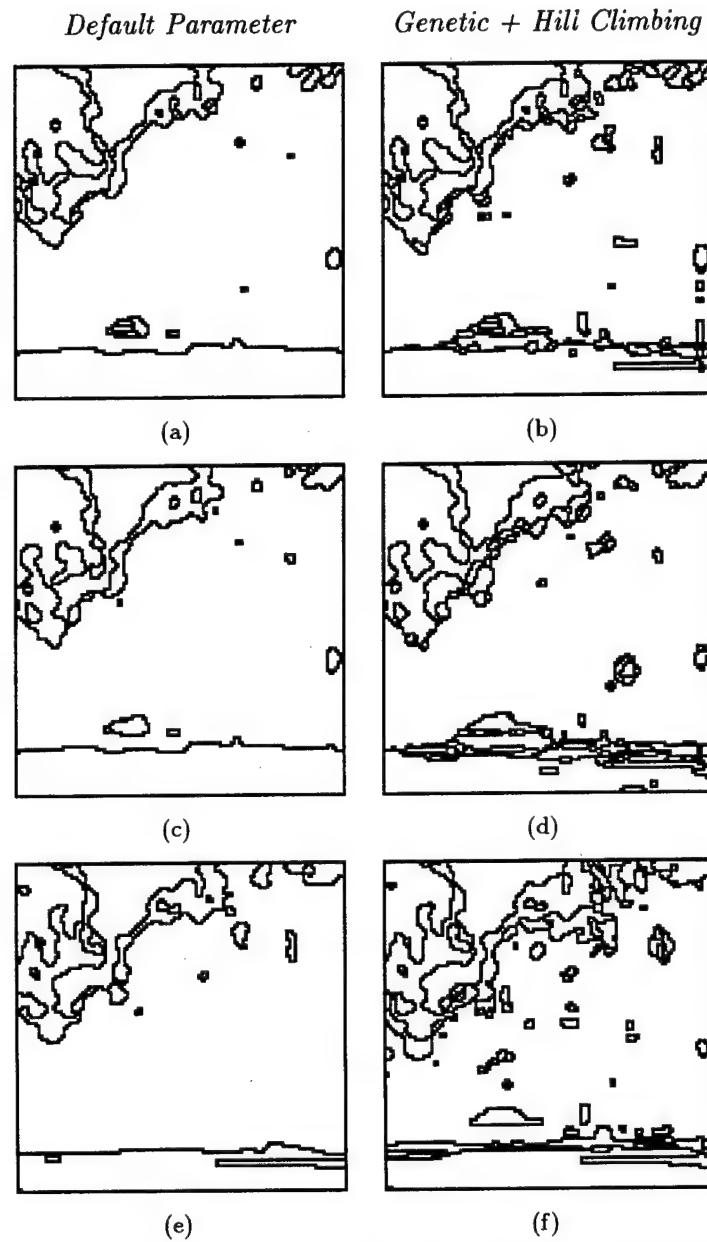 Default Parameter
Genetic + Hill Climbing
(a)
(b)
(c)
(d)
(e)
(f)